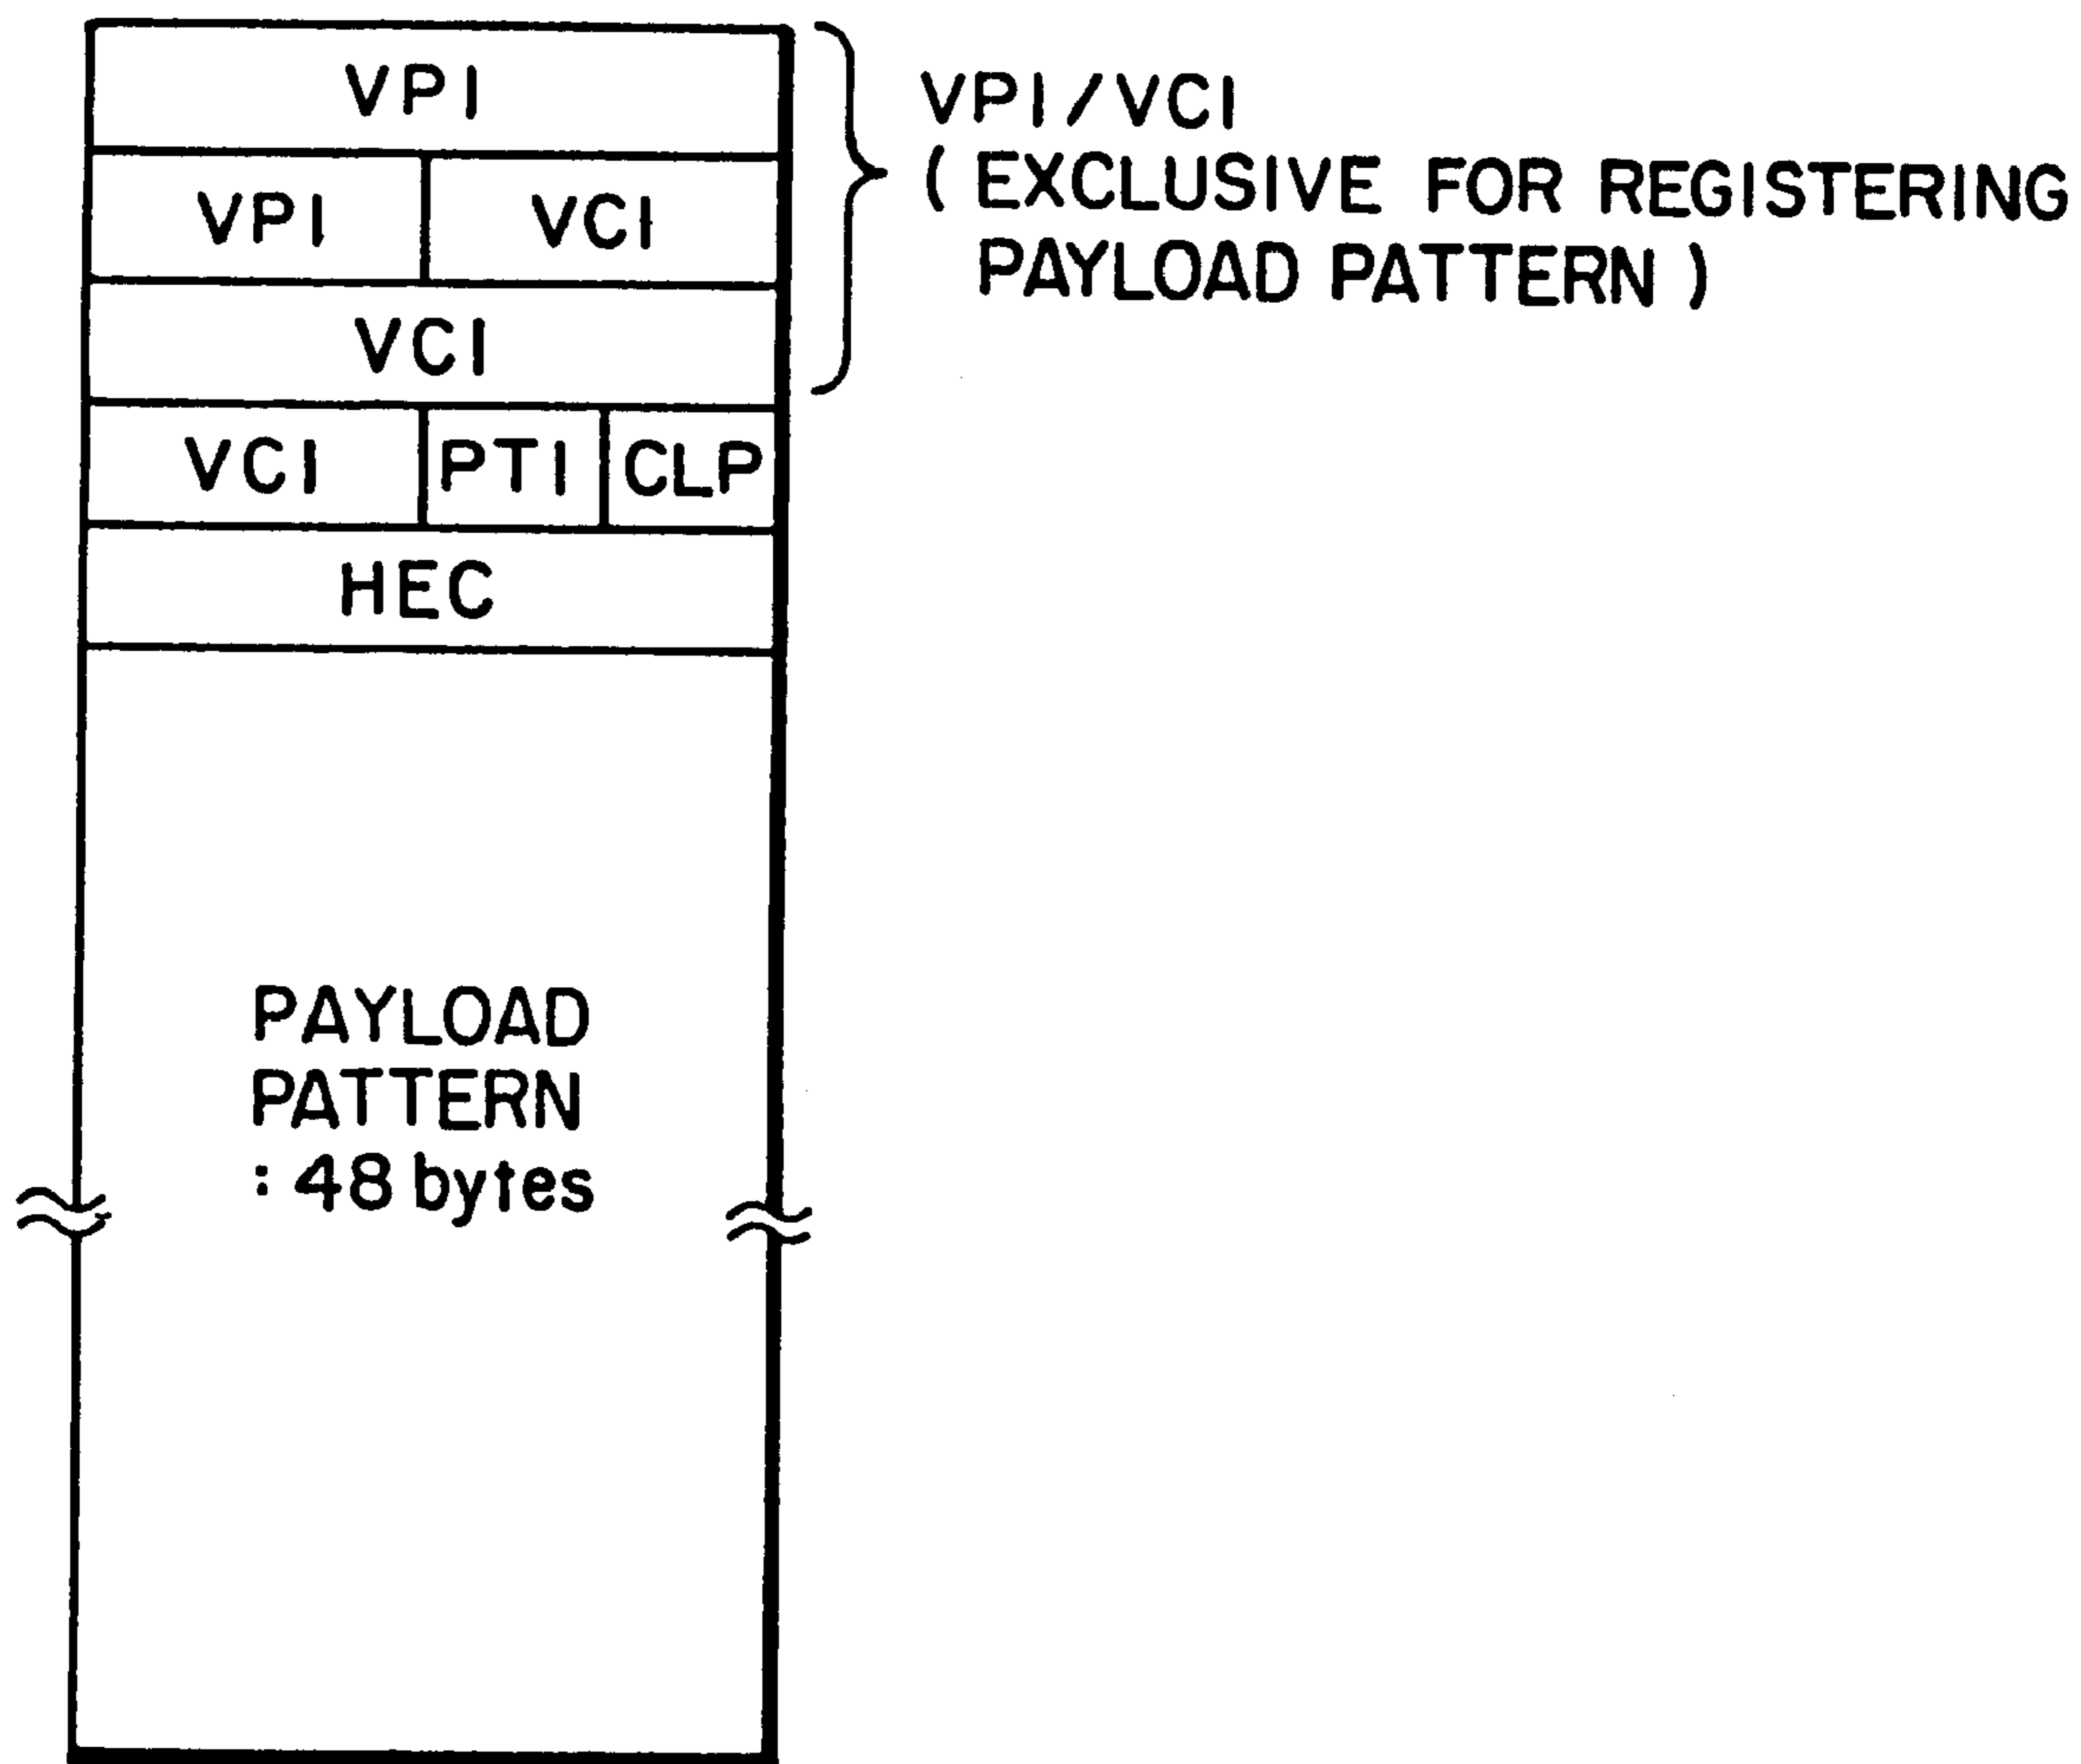 VPI
VPI/VCI
(EXCLUSIVE FOR REGISTERING
PAYLOAD PATTERN)
VPI VCI
VCI
VCI PTI CLP
HEC
PAYLOAD
PATTERN
: 48 bytes